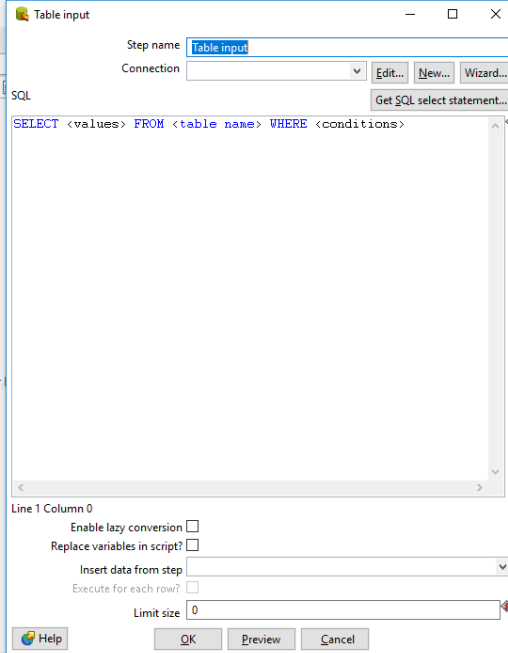 Table input
Step name Table input
Connection Edit... New... Wizard...
SQL
Get SQL select statement...
SELECT <values> FROM <table name> WHERE <conditions>
Line 1 Column 0
Enable lazy conversion
Replace variables in script?
Insert data from step
Execute for each row?
Limit size 0
Help OK Preview Cancel